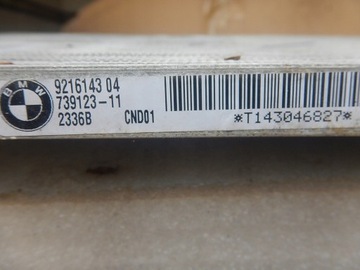 BMW
9216143 04
739123-11
2336B CND01
*T143046827*